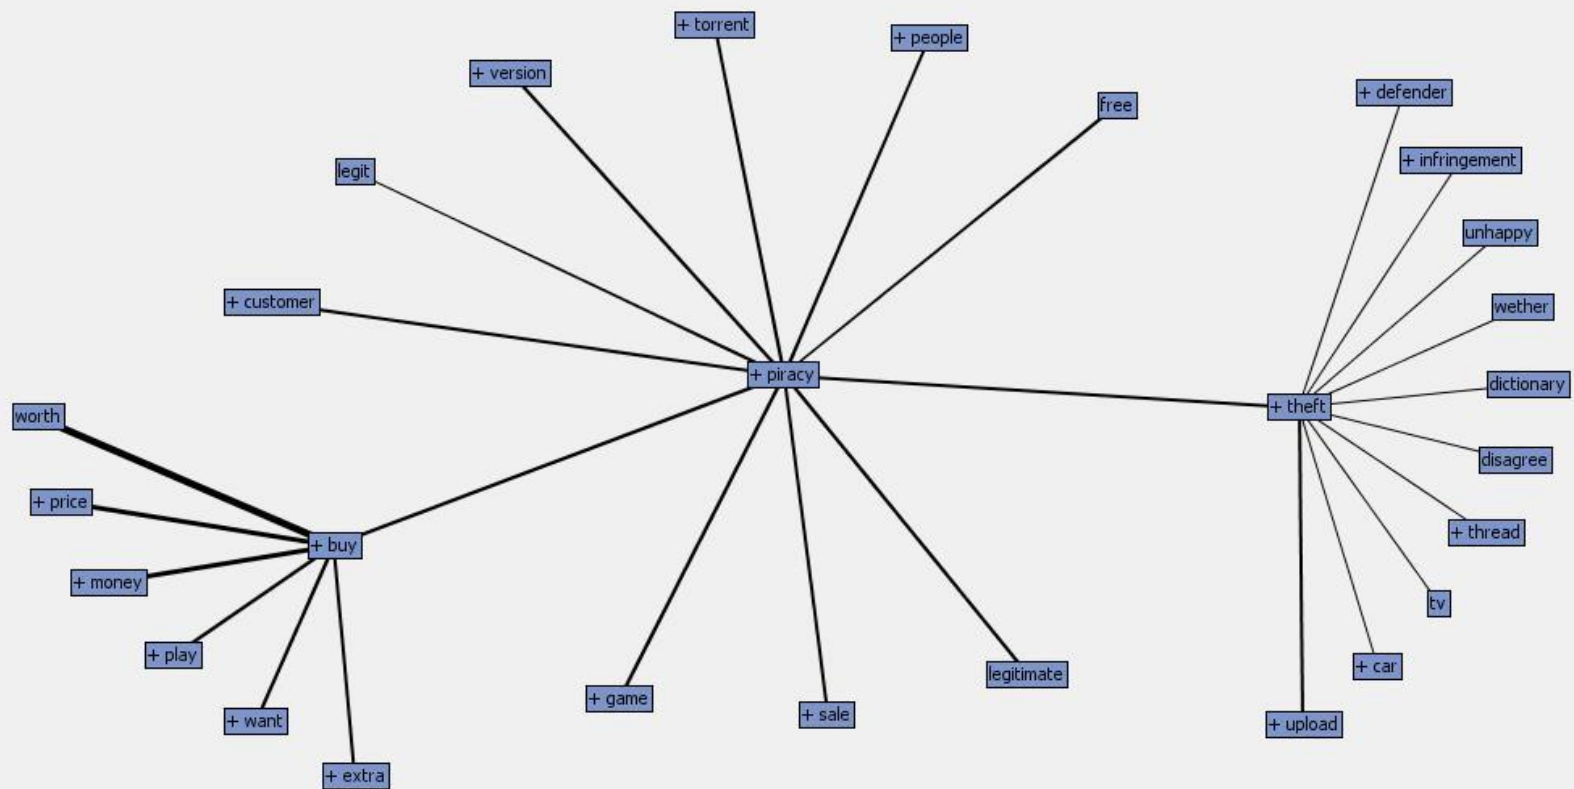 + torrent
+ people
+ version
free
+ defender
+ infringement
legit
unhappy
+ customer
wether
+ piracy
dictionary
+ theft
worth
disagree
+ price
+ thread
+ buy
+ money
tv
+ play
+ car
legitimate
+ game
+ sale
+ want
+ upload
+ extra